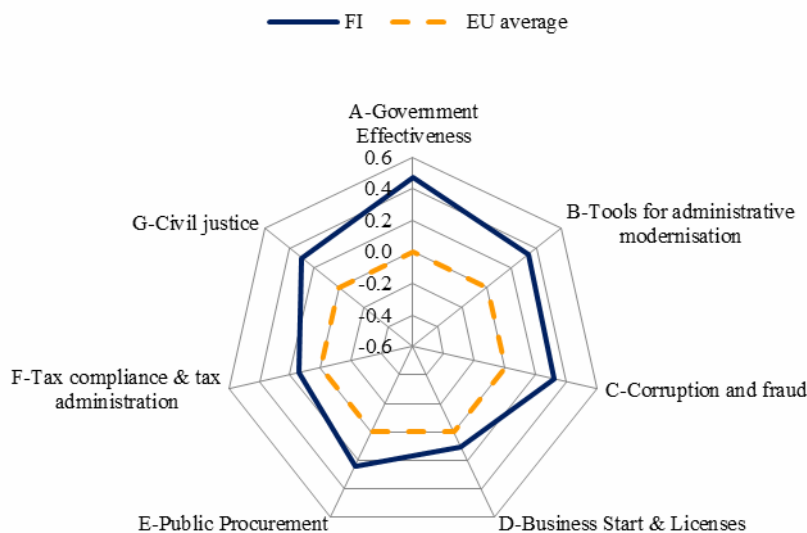 FI
EU average
A-Government
Effectiveness
0.6
0.4
0.2
0.0
-0.2
-0.4
-0.6
G-Civil justice
B-Tools for administrative
modernisation
F-Tax compliance & tax
administration
C-Corruption and fraud
E-Public Procurement
D-Business Start & Licenses